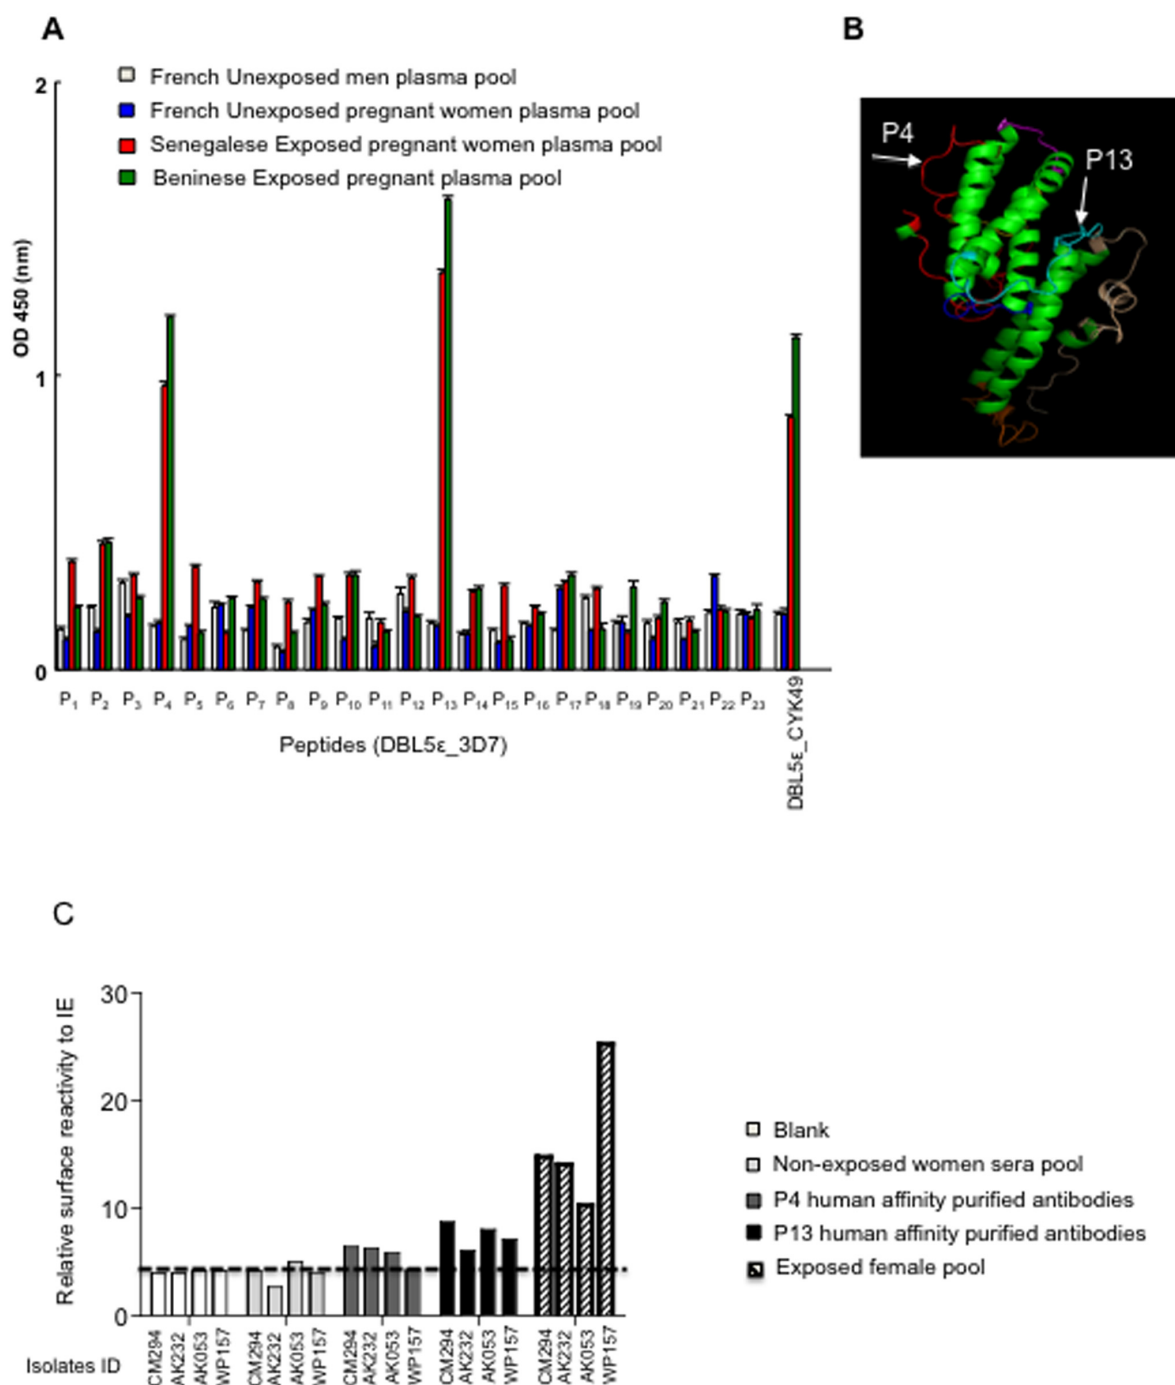 A
B
2
French Unexposed men plasma pool
French Unexposed pregnant women plasma pool
Senegalese Exposed pregnant women plasma pool
Beninese Exposed pregnant plasma pool
OD 450 (nm)
1
0
P4
P13
P1 P2 P3 P4 P5 P6 P7 P8 P9 P10 P11 P12 P13 P14 P15 P16 P17 P18 P19 P20 P21 P22 P23
DBL5ε_CYK49
Peptides (DBL5ε_3D7)
C
Relative surface reactivity to IE
30
20
10
0
Isolates ID
CM294 AK232 AK053 WP157 CM294 AK232 AK053 WP157 CM294 AK232 AK053 WP157 CM294 AK232 AK053 WP157 CM294 AK232 AK053 WP157
Blank
Non-exposed women sera pool
P4 human affinity purified antibodies
P13 human affinity purified antibodies
Exposed female pool